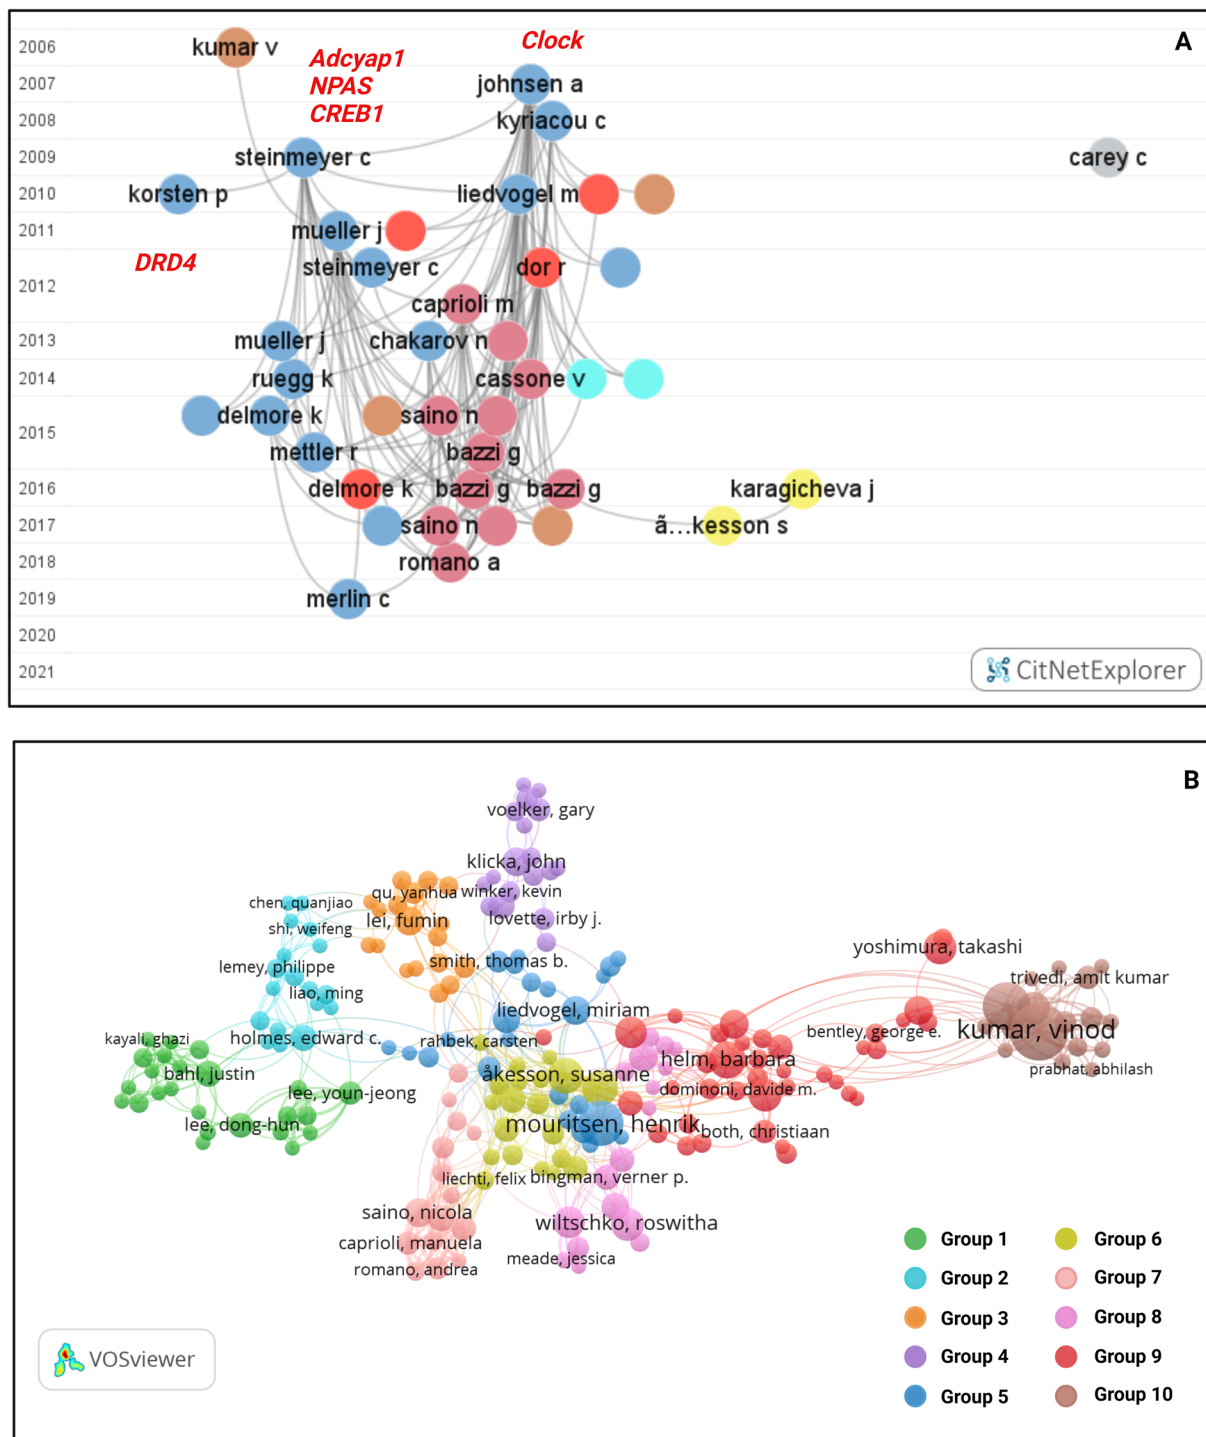 A
2006
kumar v
Clock
Adcyap1
NPAS
CREB1
2007
johnsen a
2008
kyriacou c
2009
steinmeyer c
carey c
2010
korsten p
liedvogel m
2011
mueller j
DRD4
2012
steinmeyer c
dor r
caprioli m
2013
mueller j
chakarov n
2014
ruegg k
cassone v
2015
delmore k
saino n
mettler r
bazzi g
2016
delmore k
bazzi g
bazzi g
karagicheva j
2017
saino n
ã...kesson s
2018
romano a
2019
merlin c
2020
2021
CitNetExplorer
B
voelker, gary
klicka, john
qu, yanhua
winker, kevin
chen, quanjiao
lei, fumin
lovette, irby j.
shi, weifeng
yoshimura, takashi
smith, thomas b.
lemey, philippe
trivedi, amit kumar
liao, ming
liedvogel, miriam
kumar, vinod
bentley, george e.
kayali, ghazi
holmes, edward c.
rahbek, carsten
helm, barbara
prabhat, abhilash
bahl, justin
åkesson, susanne
å
dominoni, davide m.
lee, youn-jeong
lee, dong-hun
mouritsen, henrik
both, christiaan
liechti, felix
bingman, verner p.
saino, nicola
wiltschko, roswitha
caprioli, manuela
meade, jessica
romano, andrea
Group 1
Group 2
Group 3
Group 4
Group 5
Group 6
Group 7
Group 8
Group 9
Group 10
VOSviewer